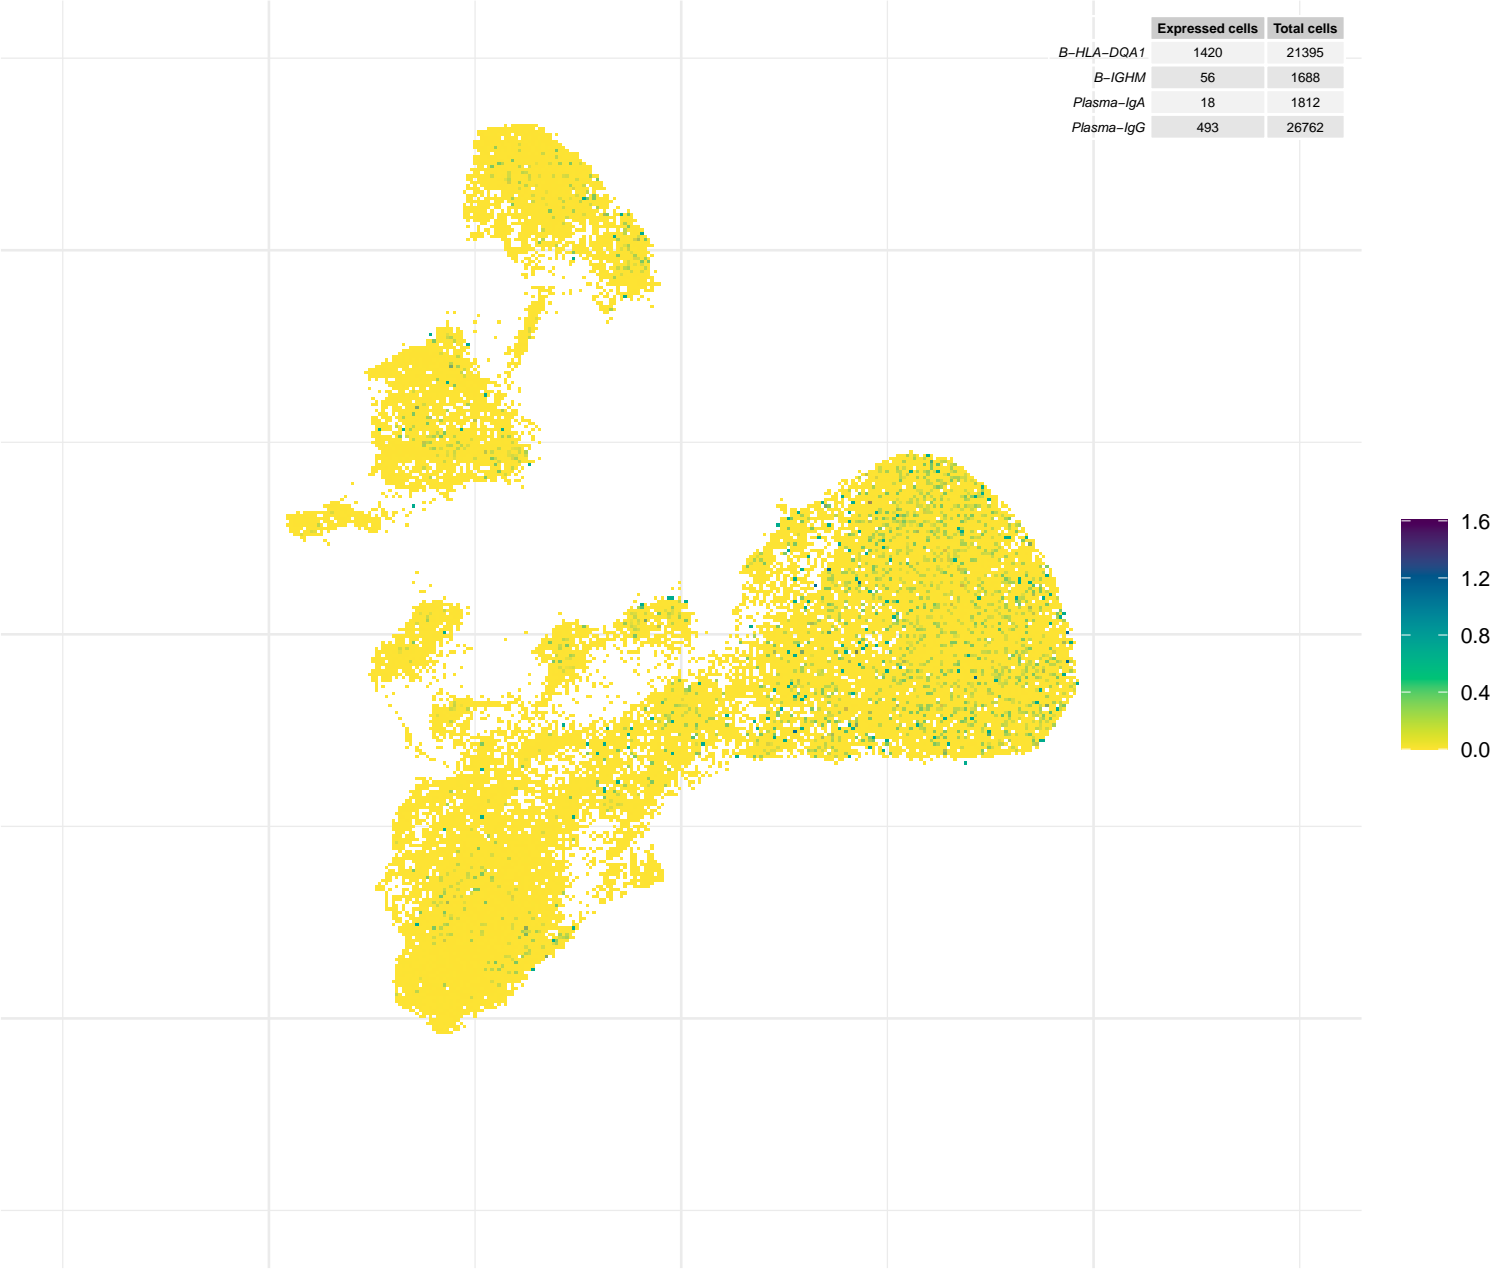 Expressed cells Total cells
B−HLA−DQA1 1420 21395
B−IGHM 56 1688
Plasma−IgA 18 1812
Plasma−IgG 493 26762
1.6
1.2
0.8
0.4
0.0